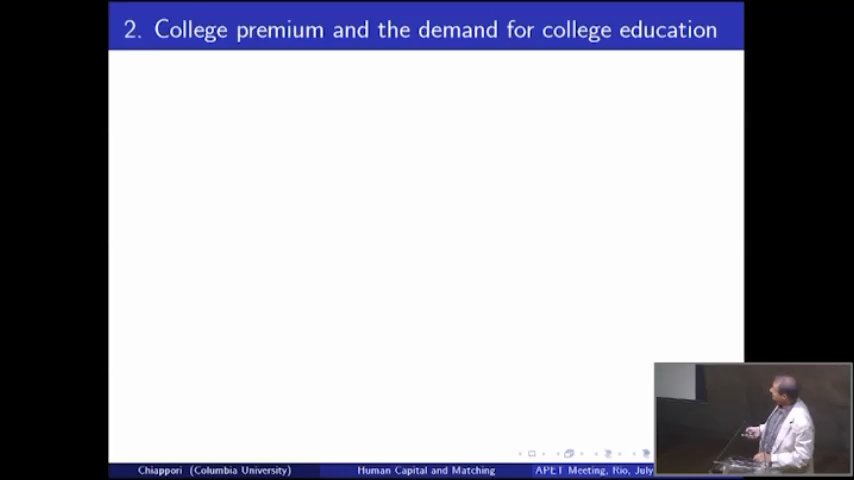 2. College premium and the demand for college education
Chiappori (Columbia University)
Human Capital and Matching
APET Meeting, Rio, July